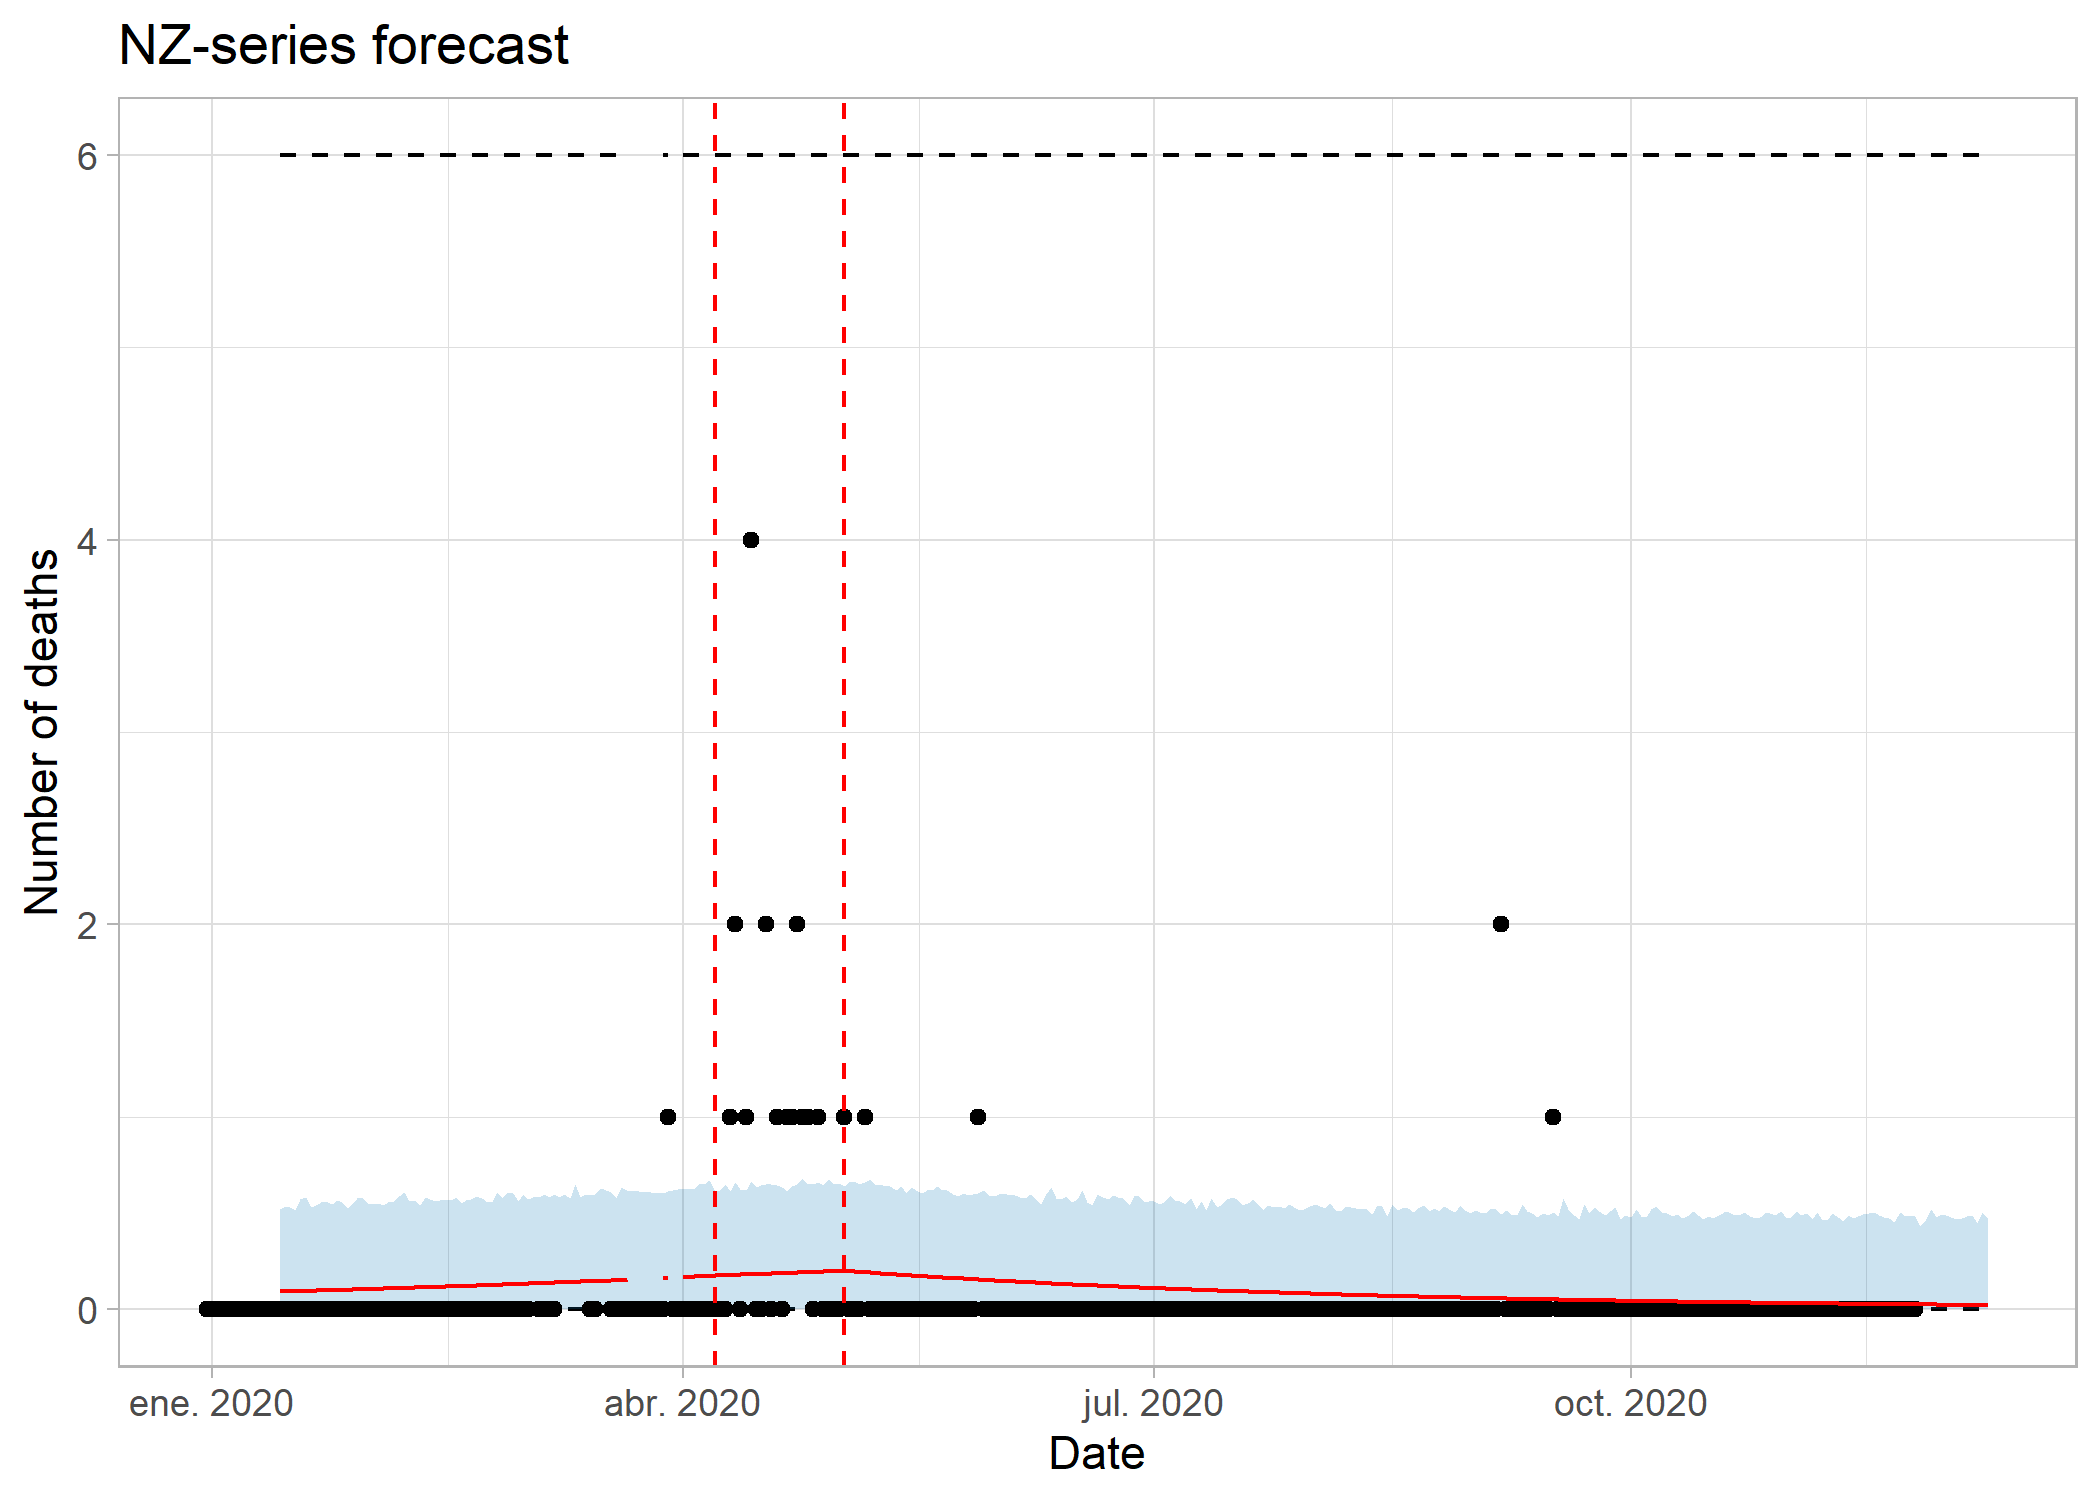 NZ-series forecast
6
4
2
0
Number of deaths
ene. 2020
abr. 2020
jul. 2020
oct. 2020
Date